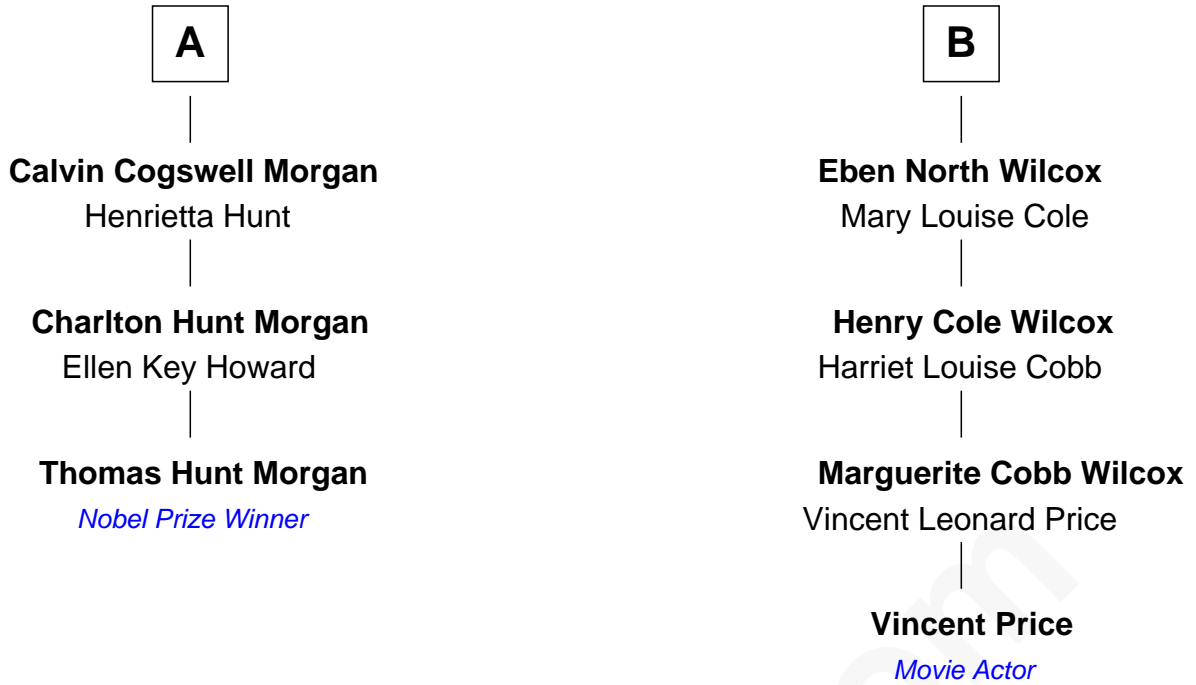 A
Calvin Cogswell Morgan
Henrietta Hunt
Charlton Hunt Morgan
Ellen Key Howard
Thomas Hunt Morgan
Nobel Prize Winner
B
Eben North Wilcox
Mary Louise Cole
Henry Cole Wilcox
Harriet Louise Cobb
Marguerite Cobb Wilcox
Vincent Leonard Price
Vincent Price
Movie Actor